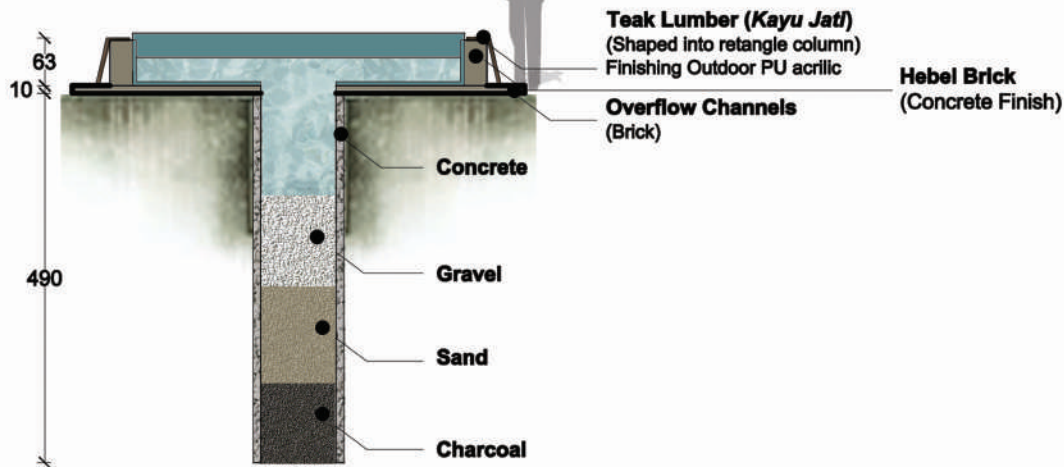 Teak Lumber (Kayu Jati)
(Shaped into retangle column)
Finishing Outdoor PU acrilic
Hebel Brick
(Concrete Finish)
Overflow Channels
(Brick)
Concrete
Gravel
Sand
Charcoal
63
10
490